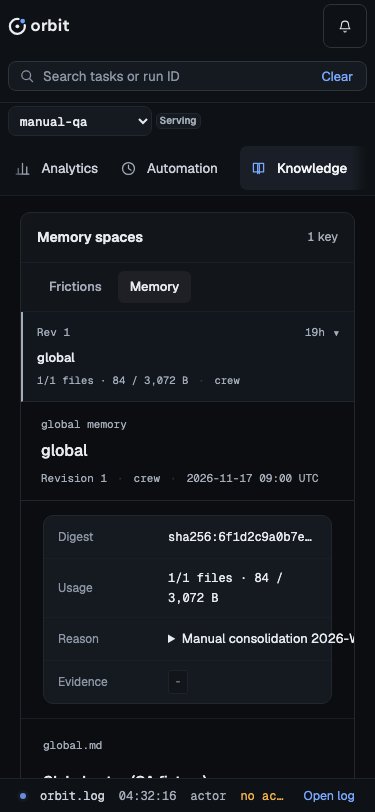 orbit
Search tasks or run ID Clear
manual-qa Serving
Analytics Automation Knowledge
Memory spaces 1 key
Frictions Memory
Rev 1 19h ▾
global
1/1 files · 84 / 3,072 B · crew
global memory
global
Revision 1 · crew · 2026-11-17 09:00 UTC
Digest sha256:6f1d2c9a0b7e…
Usage 1/1 files · 84 /
3,072 B
Reason ▶ Manual consolidation 2026-
Evidence -
global.md
orbit.log 04:32:16 actor no ac… Open log